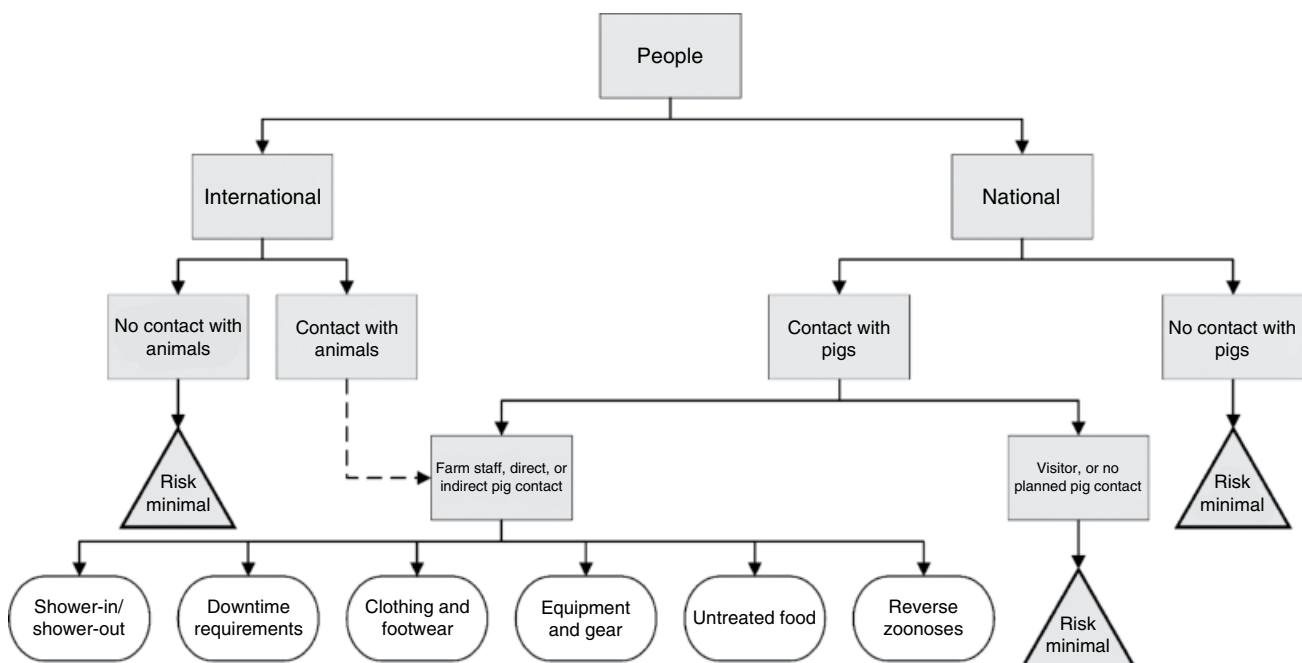 People
International
National
No contact with
animals
Contact with
animals
Contact with
pigs
No contact with
pigs
Risk
minimal
Farm staff, direct, or
indirect pig contact
Visitor, or no
planned pig contact
Risk
minimal
Shower-in/
shower-out
Downtime
requirements
Clothing and
footwear
Equipment
and gear
Untreated food
Reverse
zoonoses
Risk
minimal